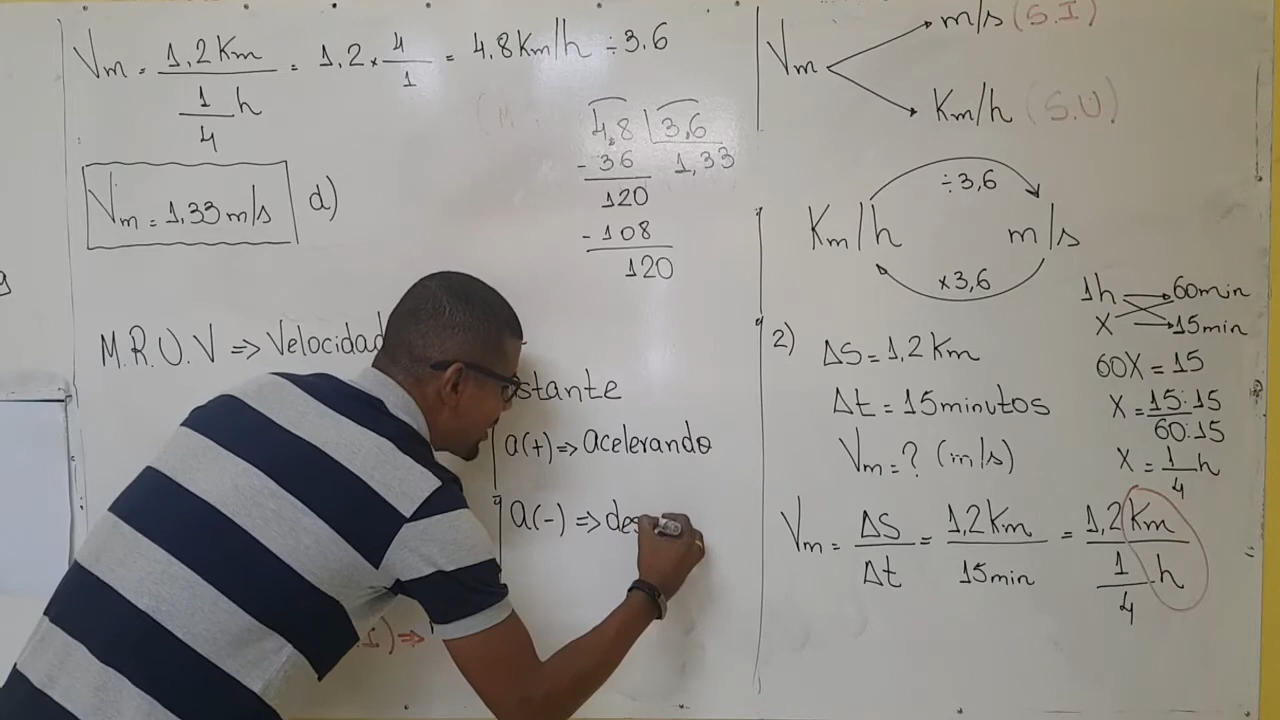 Vm = 1,2 Km / 1/4 h = 1,2 × 4/1 = 4,8 Km/h ÷ 3,6
4,8 | 3,6
- 36 1,33
120
- 108
120
Vm = 1,33 m/s d)
M.R.U.V => Velocidad
stante
a(+) => acelerando
a(-) => des
.I) =>
Vm
m/s (S.I)
Km/h (S.U)
÷3,6
Km/h m/s
×3,6
1h 60min
X 15min
60X = 15
X = 15:15 / 60:15
X = 1/4 h
2) ΔS = 1,2 Km
Δt = 15 minutos
Vm = ? (m/s)
Vm = ΔS/Δt = 1,2 Km / 15min = 1,2 Km / 1/4 h =